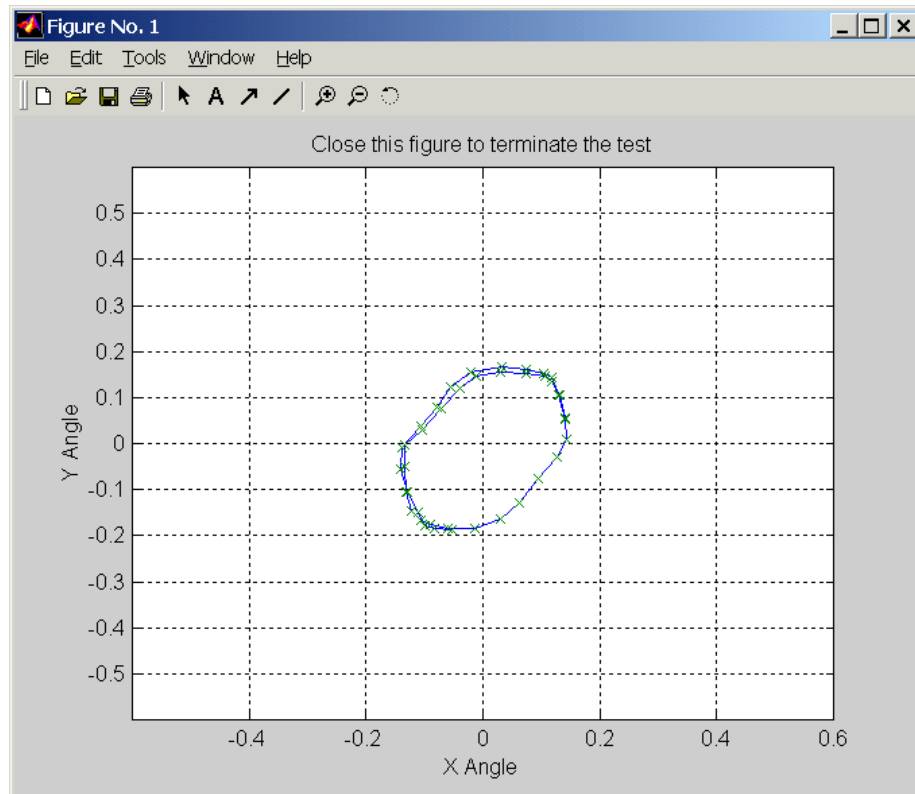 Figure No. 1
File Edit Tools Window Help
A
Close this figure to terminate the test
0.5
0.4
0.3
0.2
0.1
0
-0.1
-0.2
-0.3
-0.4
-0.5
Y Angle
-0.4 -0.2 0 0.2 0.4 0.6
X Angle